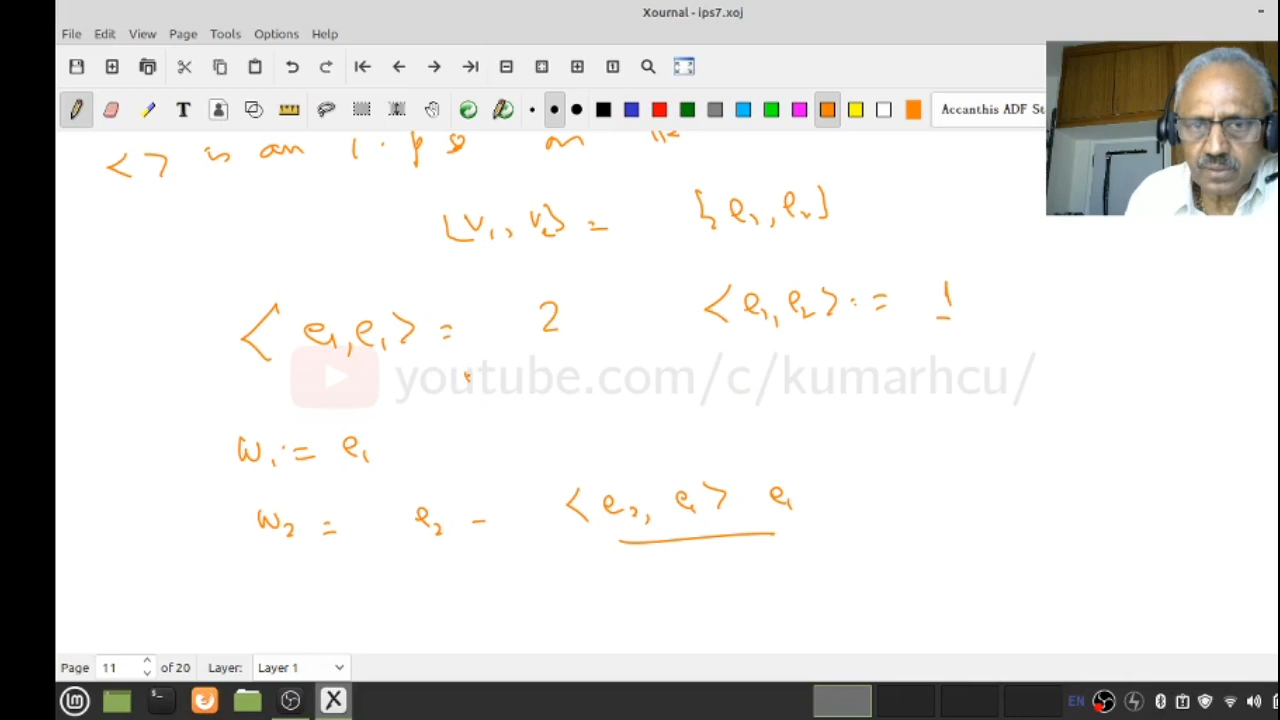 Xournal - ips7.xoj
File Edit View Page Tools Options Help
Accanthis ADF St
< > is an i.p s on
{v1, v2} = {e1, e2}
<e1, e1> = 2 <e1, e2> := 1
youtube.com/c/kumarhcu/
w1 := e1
w2 = e2 - <e2, e1> e1
Page 11 of 20 Layer: Layer 1
EN